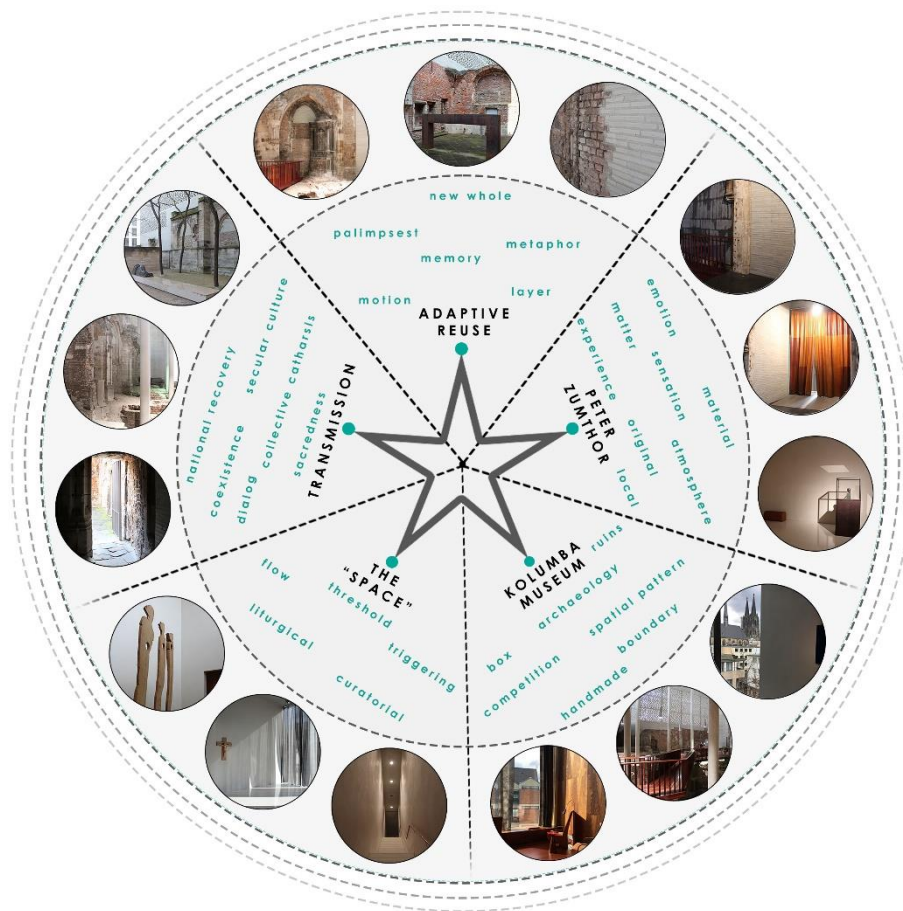 new whole
palimpsest
metaphor
memory
motion
layer
ADAPTIVE
REUSE
emotion
matter
experience
sensation
material
original
atmosphere
local
PETER
ZUMTHOR
KOLUMBA
MUSEUM
ruins
archaeology
spatial pattern
box
boundary
competition
handmade
THE
"SPACE"
flow
threshold
liturgical
triggering
curatorial
TRANSMISSION
national recovery
secular culture
coexistence
dialog
collective catharsis
sacredness